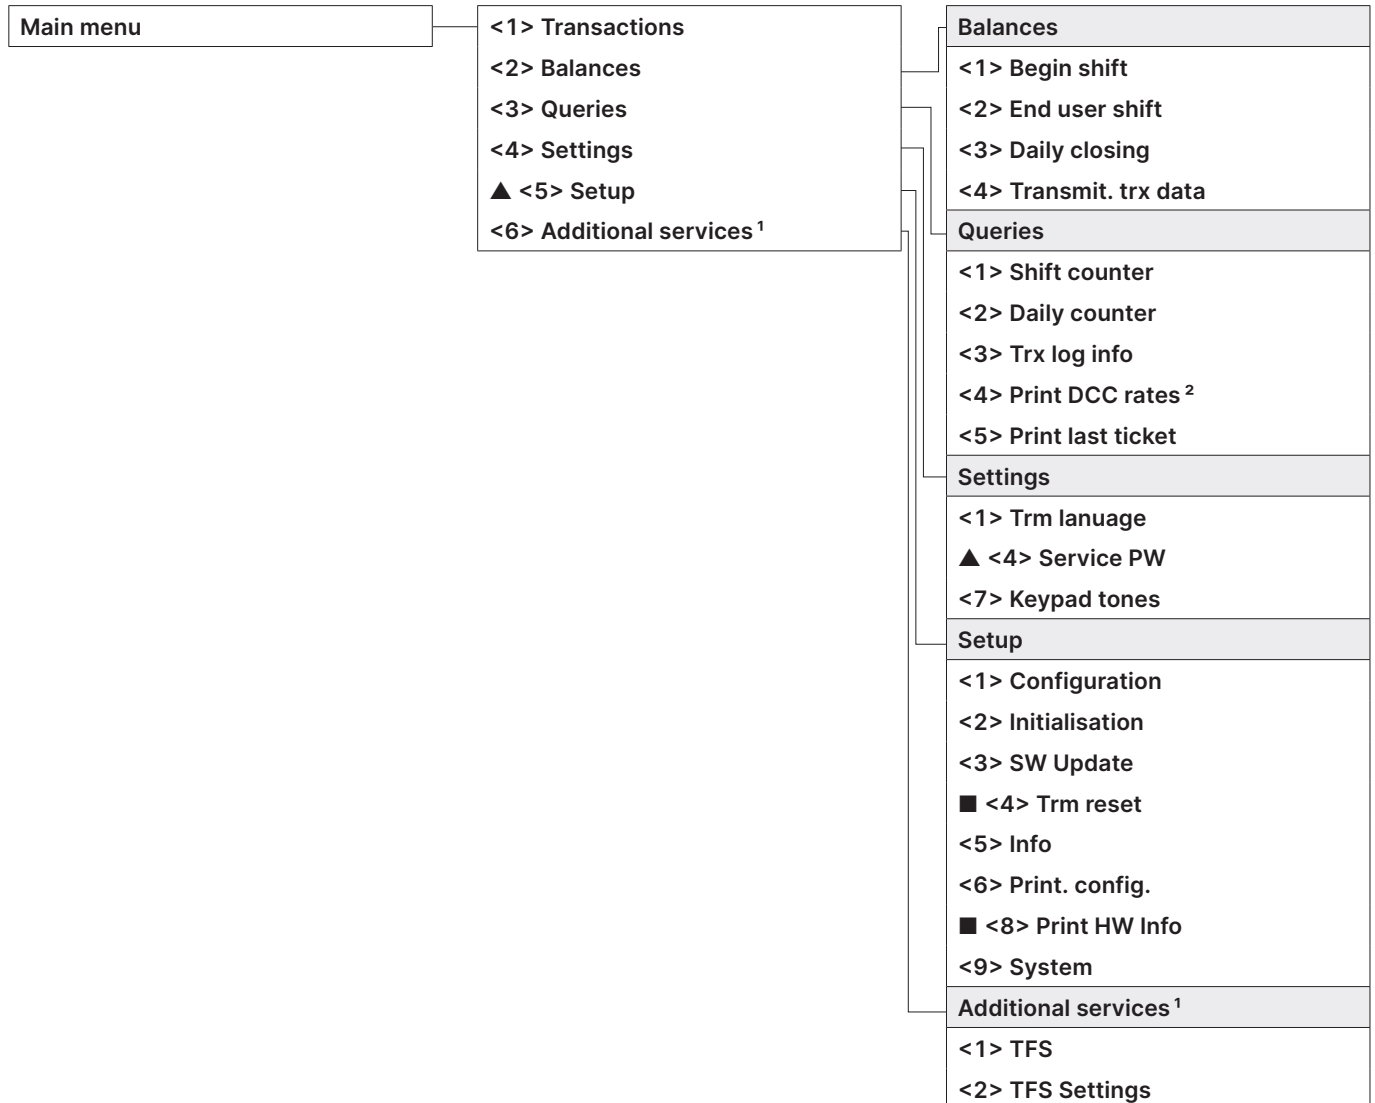 Main menu
<1> Transactions
<2> Balances
<3> Queries
<4> Settings
▲ <5> Setup
<6> Additional services ¹
Balances
<1> Begin shift
<2> End user shift
<3> Daily closing
<4> Transmit. trx data
Queries
<1> Shift counter
<2> Daily counter
<3> Trx log info
<4> Print DCC rates ²
<5> Print last ticket
Settings
<1> Trm lanuage
▲ <4> Service PW
<7> Keypad tones
Setup
<1> Configuration
<2> Initialisation
<3> SW Update
■ <4> Trm reset
<5> Info
<6> Print. config.
■ <8> Print HW Info
<9> System
Additional services ¹
<1> TFS
<2> TFS Settings